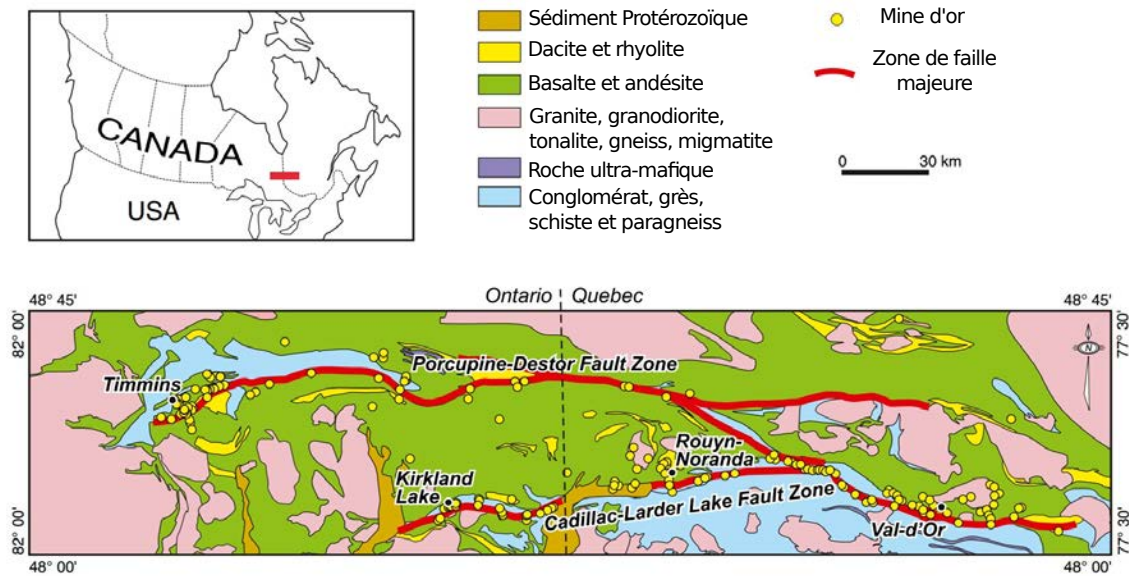 CANADA
USA
Sédiment Protérozoïque
Dacite et rhyolite
Basalte et andésite
Granite, granodiorite,
tonalite, gneiss, migmatite
Roche ultra-mafique
Conglomérat, grès,
schiste et paragneiss
Mine d'or
Zone de faille
majeure
0 30 km
Ontario Quebec
48° 45' 48° 45'
82° 00' 77° 30'
N
Porcupine-Destor Fault Zone
Timmins
Rouyn-
Noranda
Kirkland
Lake
Cadillac-Larder Lake Fault Zone
Val-d'Or
82° 00' 77° 30'
48° 00' 48° 00'